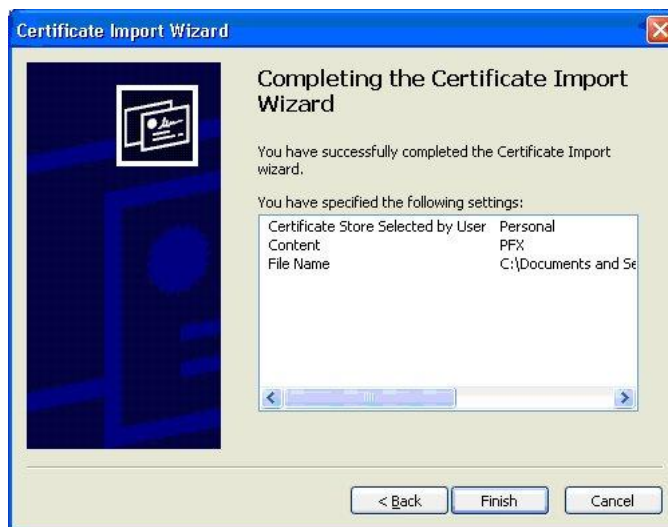 Certificate Import Wizard
Completing the Certificate Import
Wizard
You have successfully completed the Certificate Import
wizard.
You have specified the following settings:
Certificate Store Selected by User Personal
Content PFX
File Name C:\Documents and Se
< Back Finish Cancel